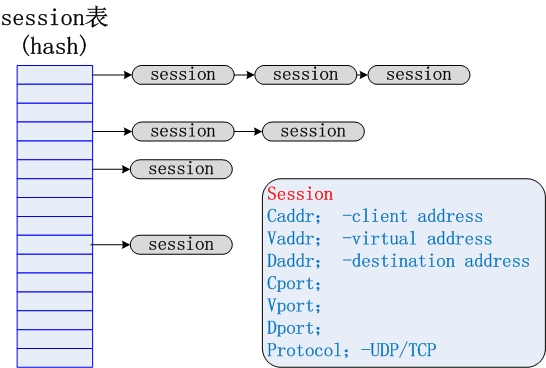 session表
(hash)
session session session
session session
session
session
Session
Caddr； -client address
Vaddr； -virtual address
Daddr； -destination address
Cport；
Vport；
Dport；
Protocol；-UDP/TCP